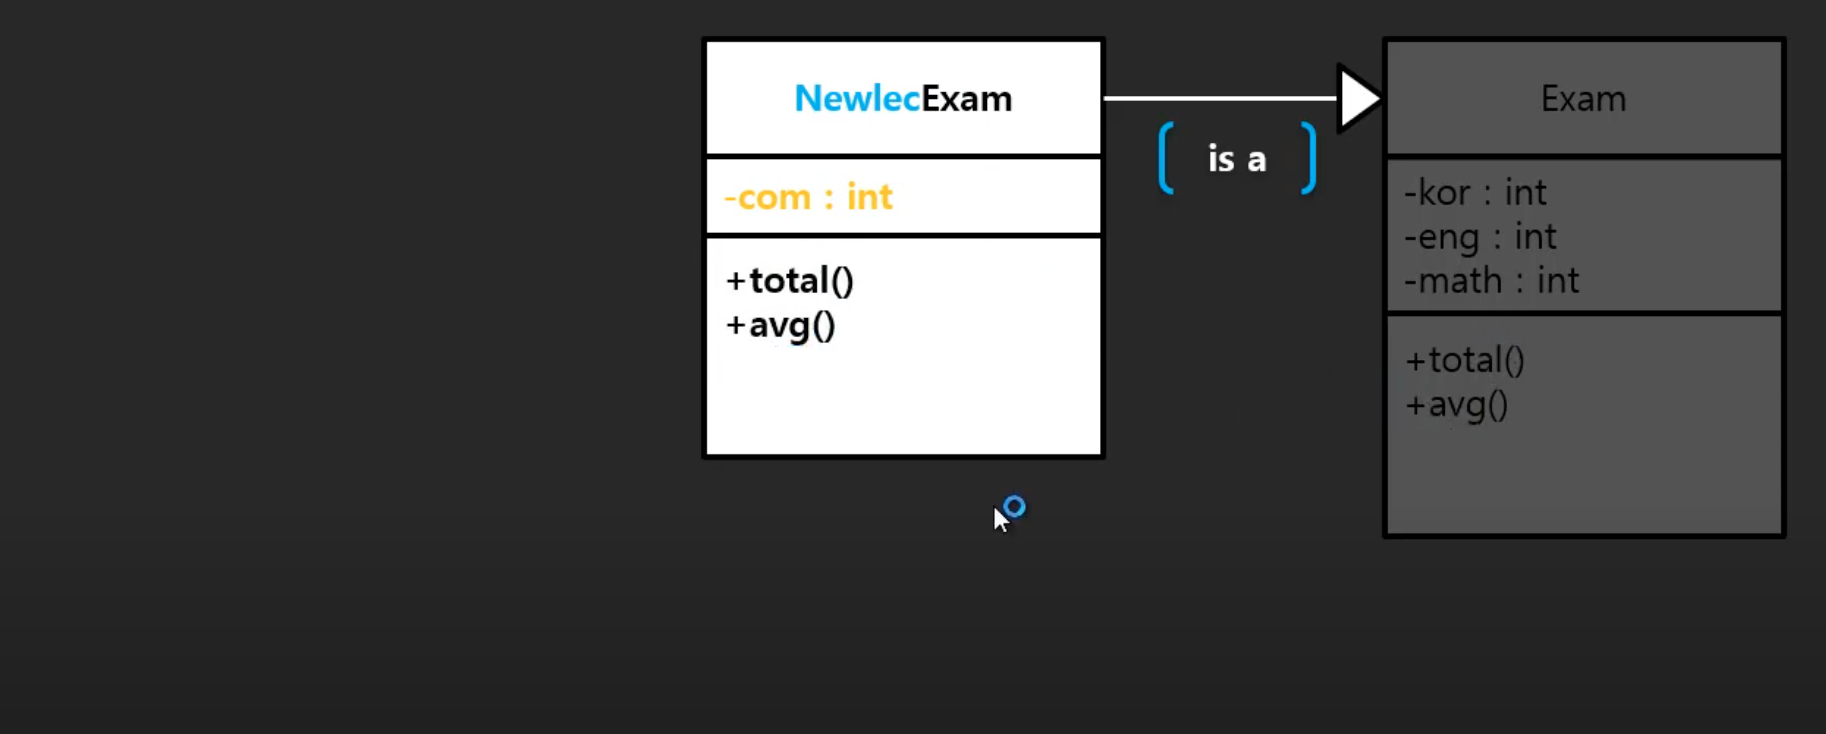 NewlecExam
-com : int
+total()
+avg()
is a
Exam
-kor : int
-eng : int
-math : int
+total()
+avg()